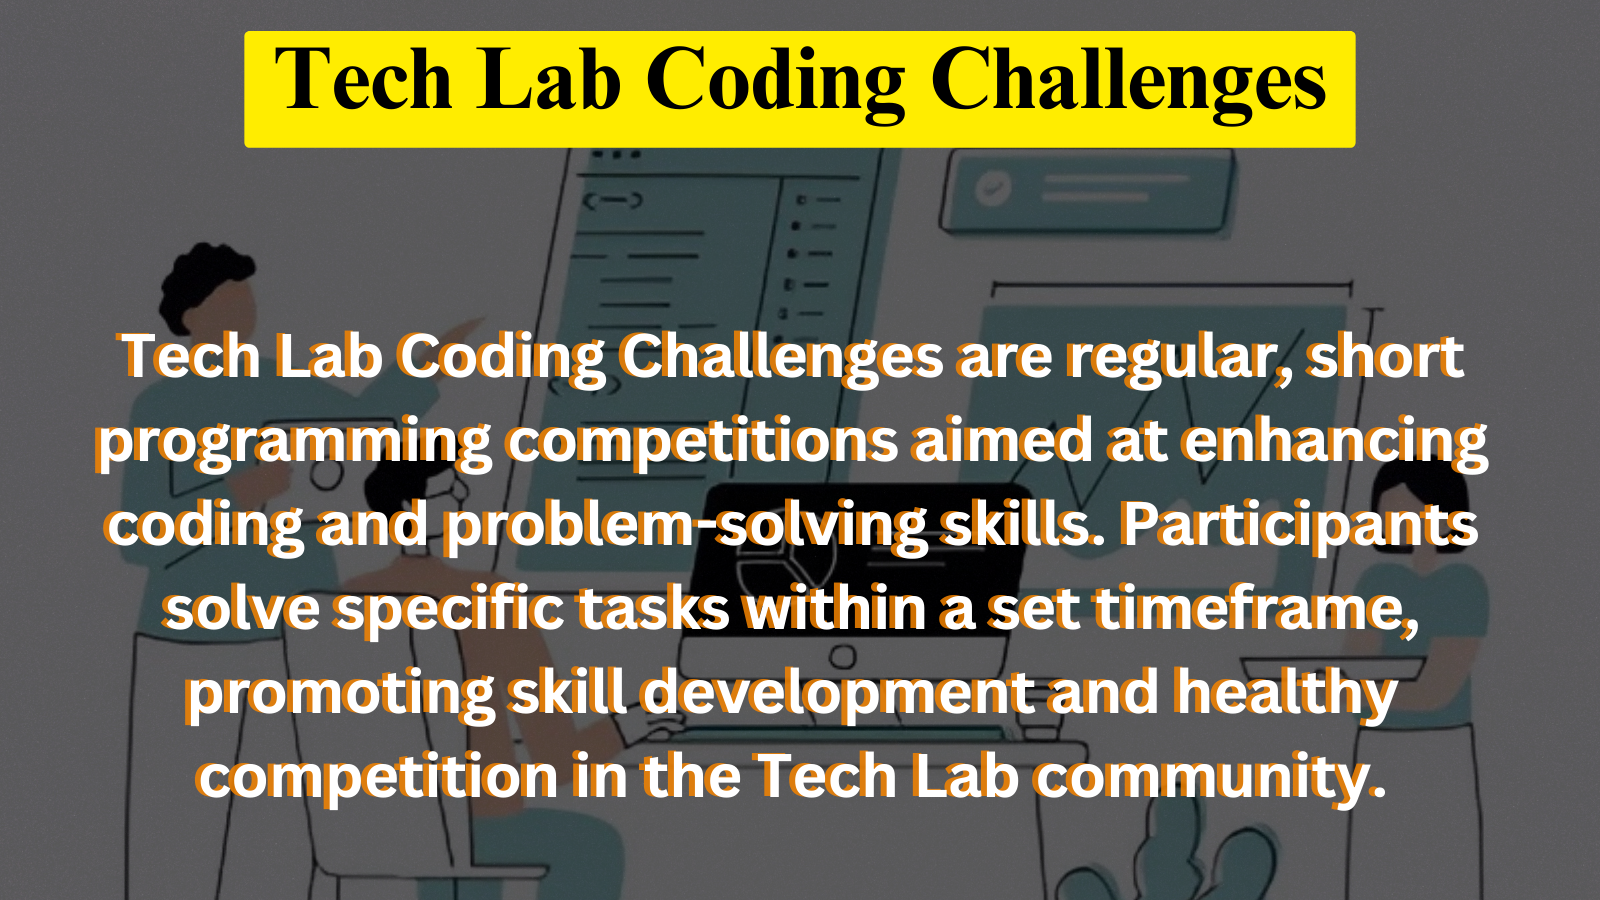 Tech Lab Coding Challenges
Tech Lab Coding Challenges are regular, short
programming competitions aimed at enhancing
coding and problem-solving skills. Participants
solve specific tasks within a set timeframe,
promoting skill development and healthy
competition in the Tech Lab community.